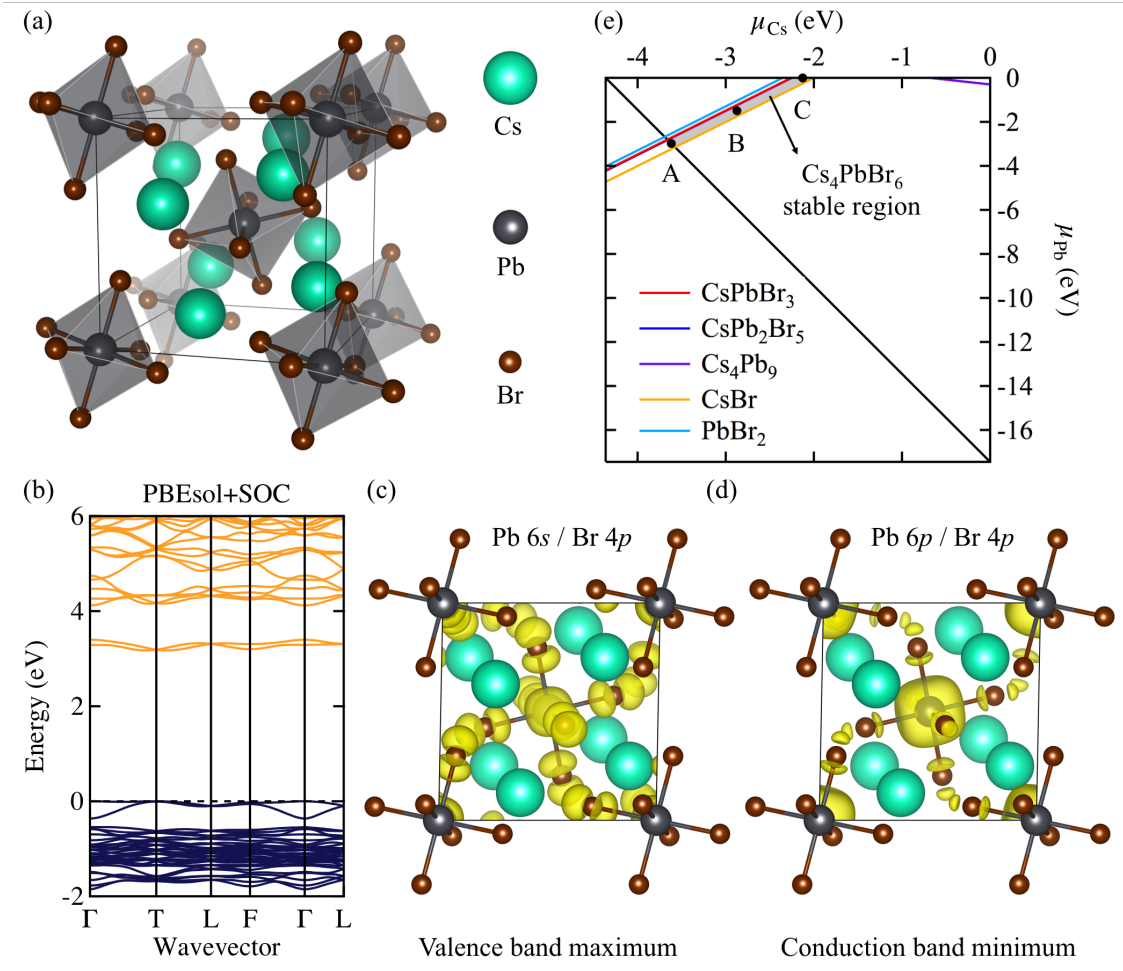 (a)
Cs
Pb
Br
(e)
μCs (eV)
-4 -3 -2 -1 0
0
-2
-4
-6
-8
-10
-12
-14
-16
μPb (eV)
A
B
C
Cs4PbBr6
stable region
CsPbBr3
CsPb2Br5
Cs4Pb9
CsBr
PbBr2
(b)
PBEsol+SOC
6
4
2
0
-2
Energy (eV)
Γ T L F Γ L
Wavevector
(c)
Pb 6s / Br 4p
Valence band maximum
(d)
Pb 6p / Br 4p
Conduction band minimum